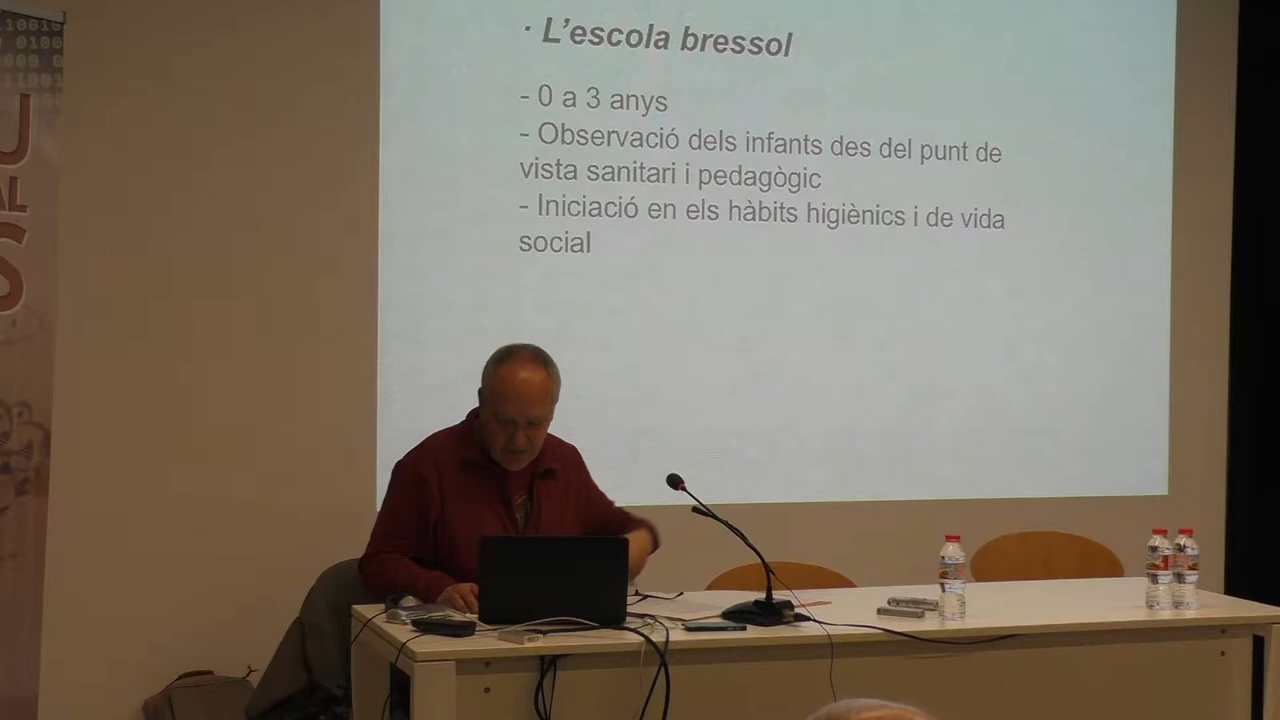 · L'escola bressol
- 0 a 3 anys
- Observació dels infants des del punt de
vista sanitari i pedagògic
- Iniciació en els hàbits higiènics i de vida
social
U
AL
S